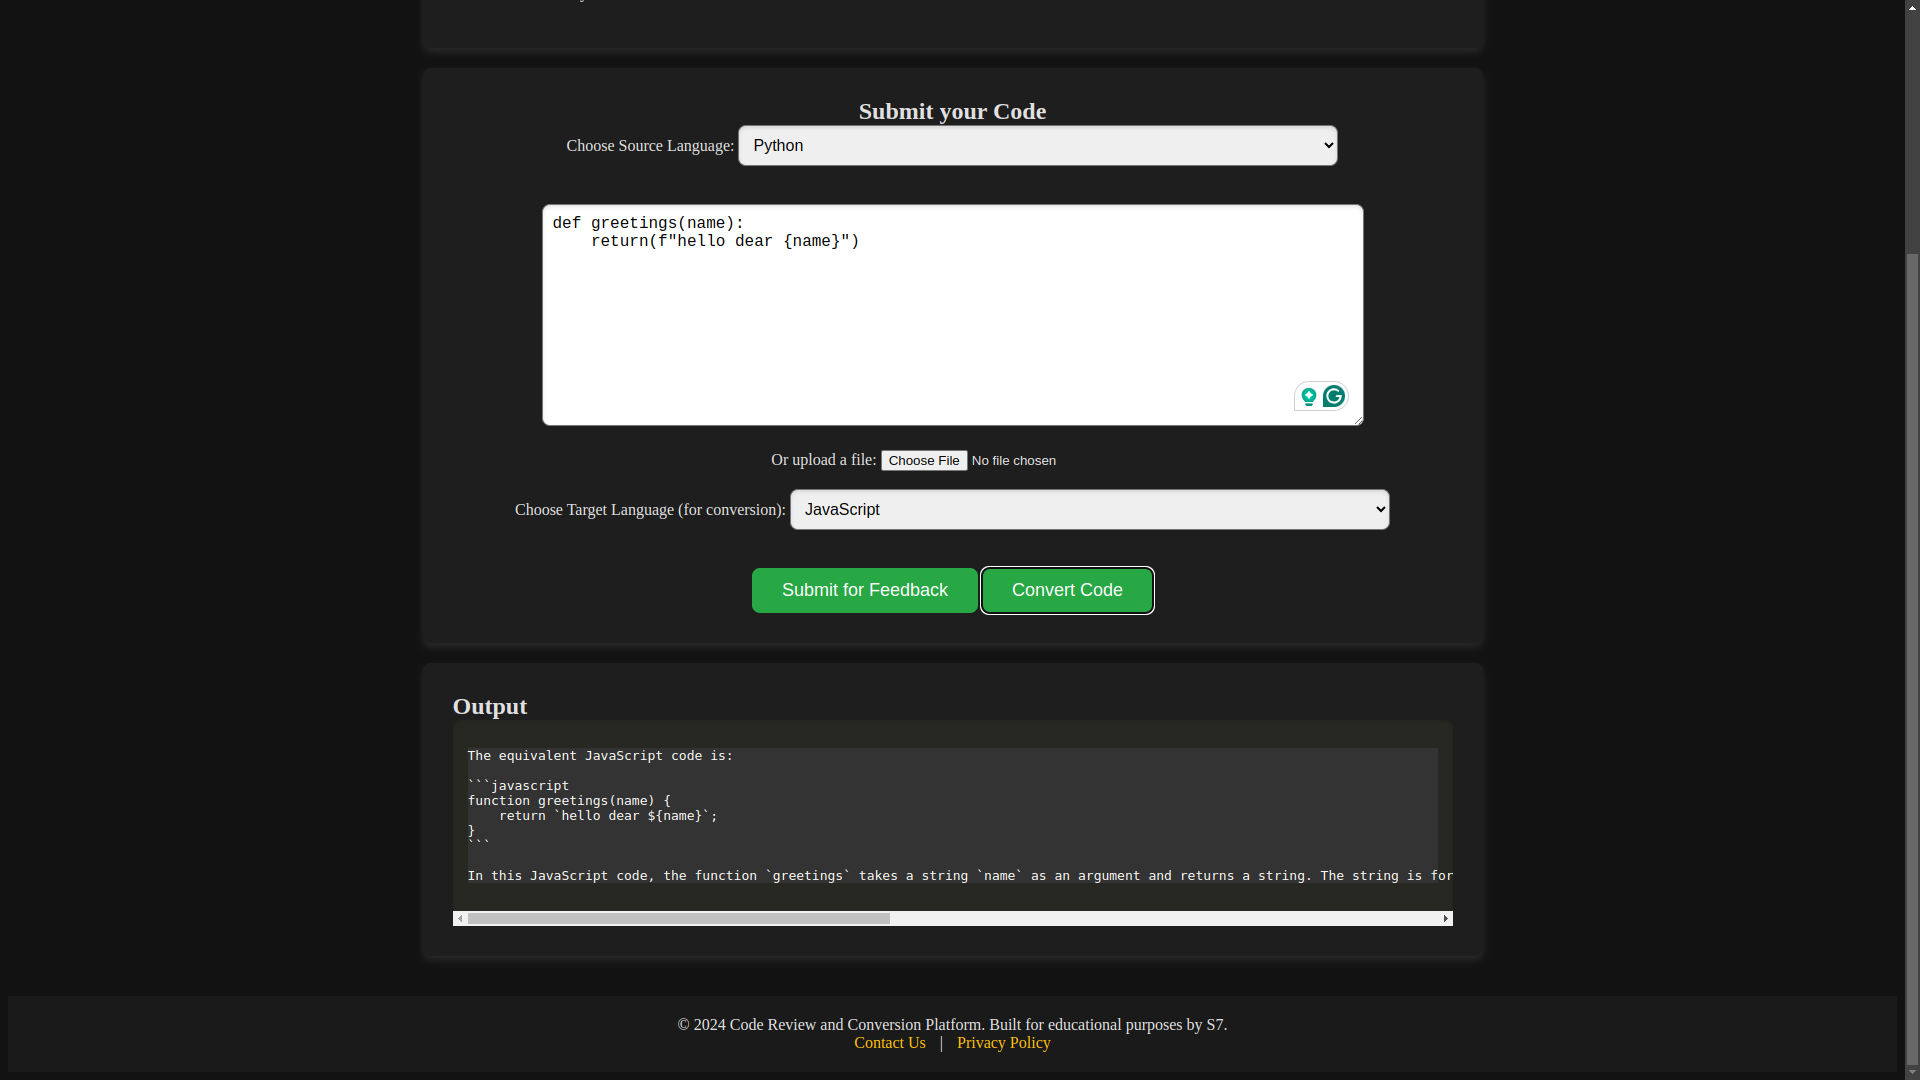 Submit your Code
Choose Source Language: Python
def greetings(name):
    return(f"hello dear {name}")
Or upload a file: Choose File No file chosen
Choose Target Language (for conversion): JavaScript
Submit for Feedback Convert Code
Output
The equivalent JavaScript code is:
```javascript
function greetings(name) {
    return `hello dear ${name}`;
}
```
In this JavaScript code, the function `greetings` takes a string `name` as an argument and returns a string. The string is for
© 2024 Code Review and Conversion Platform. Built for educational purposes by S7.
Contact Us | Privacy Policy